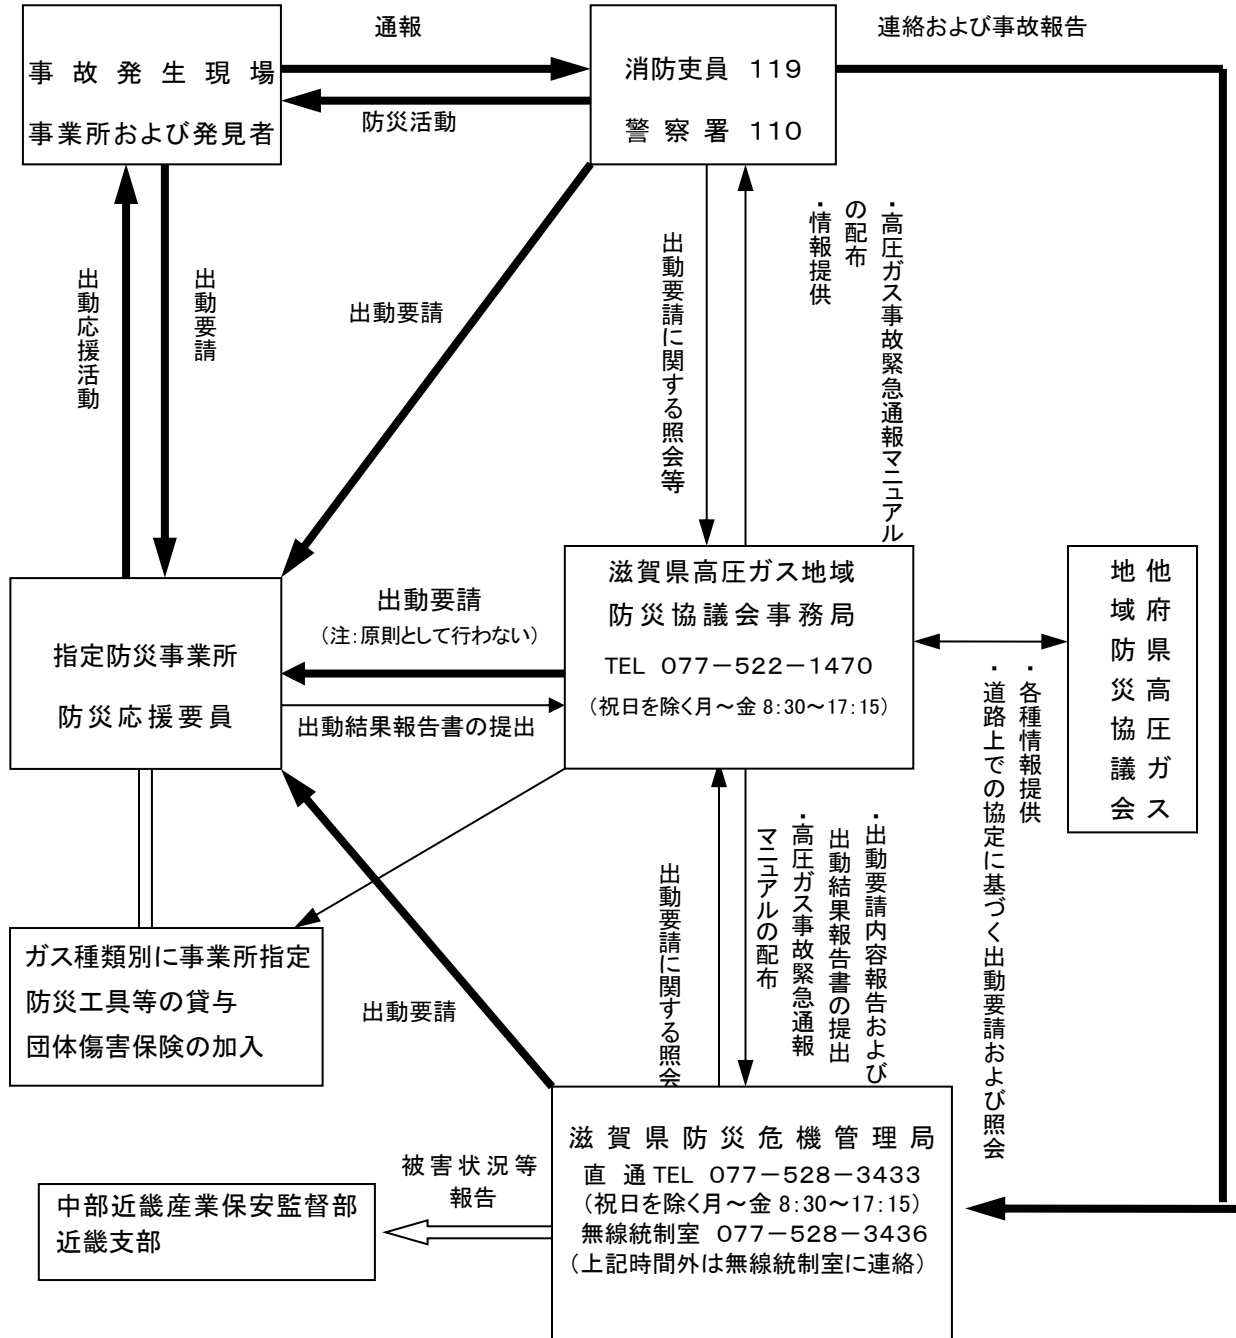 通報
連絡および事故報告
事故発生現場
事業所および発見者
消防吏員 119
警察署 110
防災活動
出動応援活動
出動要請
出動要請
出動要請に関する照会等
・高圧ガス事故緊急通報マニュアル
の配布
・情報提供
滋賀県高圧ガス地域
防災協議会事務局
TEL 077-522-1470
(祝日を除く月~金 8:30~17:15)
他府県高圧ガス
地域防災協議会
出動要請
(注:原則として行わない)
指定防災事業所
防災応援要員
出動結果報告書の提出
・各種情報提供
・道路上での協定に基づく出動要請および照会
・出動要請内容報告および
出動結果報告書の提出
・高圧ガス事故緊急通報
マニュアルの配布
出動要請に関する照会
ガス種類別に事業所指定
防災工具等の貸与
団体傷害保険の加入
出動要請
滋賀県防災危機管理局
直通TEL 077-528-3433
(祝日を除く月~金 8:30~17:15)
無線統制室 077-528-3436
(上記時間外は無線統制室に連絡)
被害状況等
報告
中部近畿産業保安監督部
近畿支部